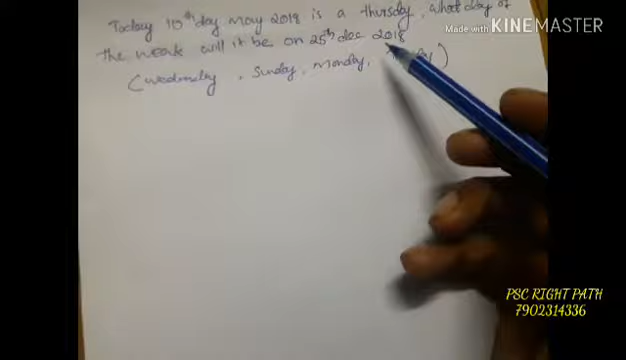 Made with KINEMASTER
Today 10th day may 2018 is a thursday, what day of
the weak will it be on 25th dec 2018
(wednesday, Sunday, Monday,
PSC RIGHT PATH
7902314336